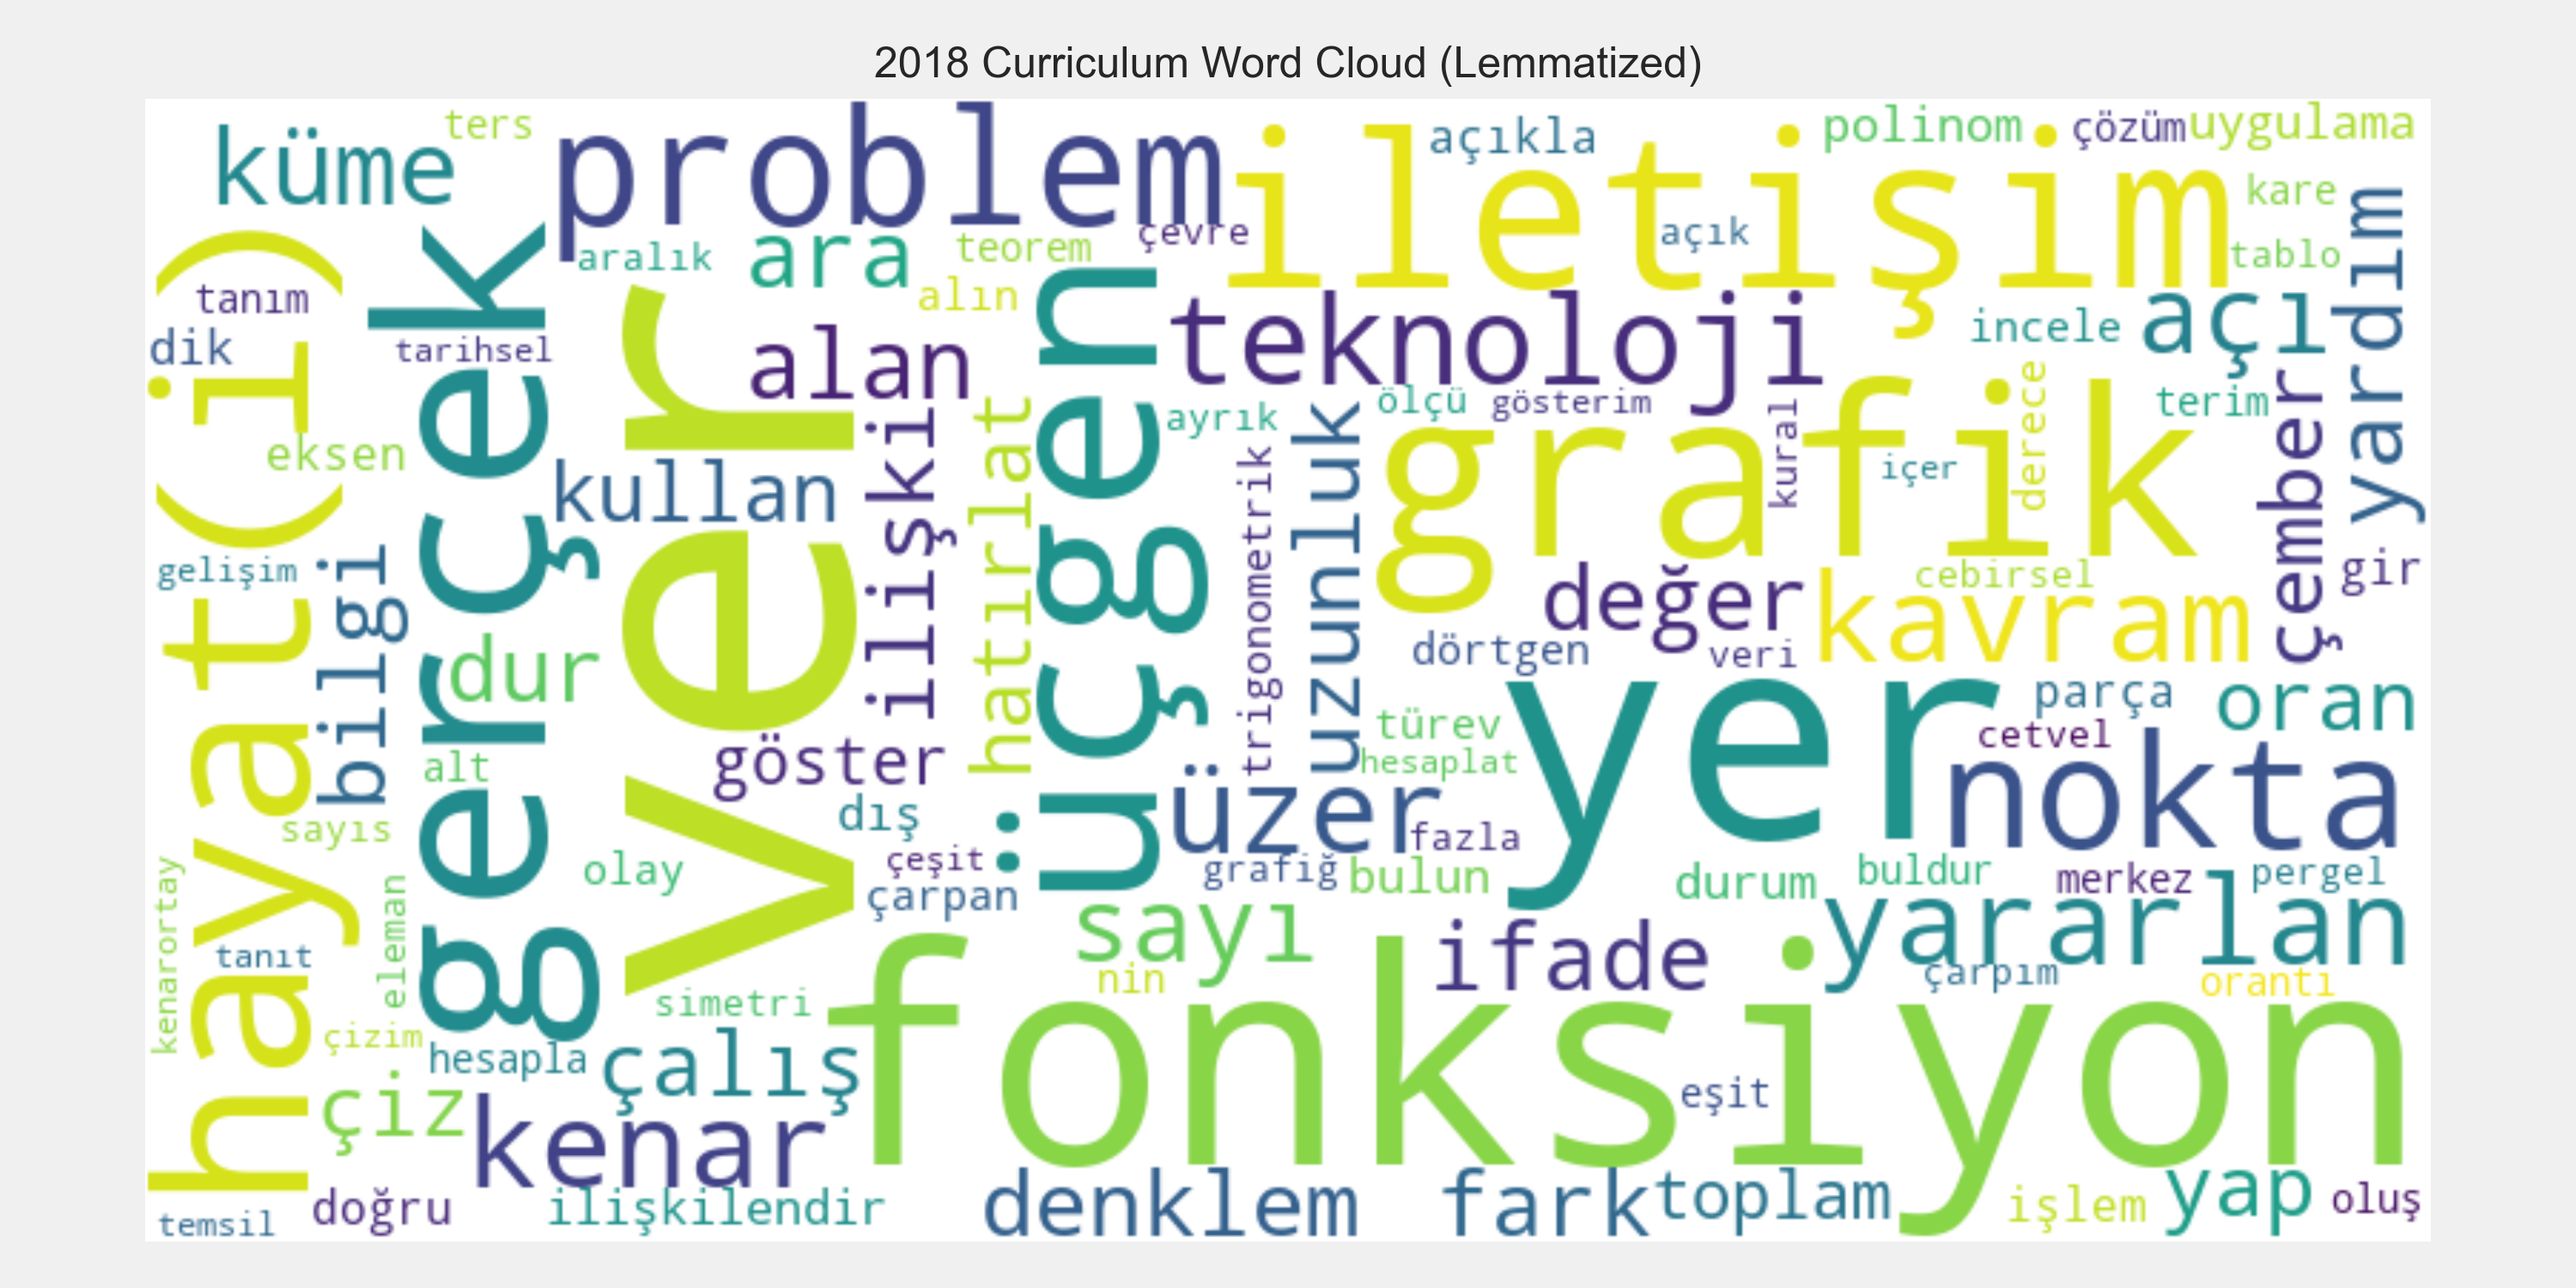 2018 Curriculum Word Cloud (Lemmatized)
küme
ters
problem
iletişim
açıkla
polinom
çözüm
uygulama
kare
yardım
hayat(i)
tanım
dik
gerçek
tarihsel
aralık
ara
teorem
çevre
açık
tablo
alın
ver
alan
üçgen
teknoloji
incele
açı
eksen
kullan
ilişki
hatırlat
ayrık
ölçü
gösterim
grafik
kural
içer
derece
terim
çember
trigonometrik
uzunluk
gelişim
bilgi
dur
değer
cebirsel
kavram
gir
dörtgen
veri
yer
parça
oran
türev
cetvel
nokta
alt
göster
hesaplat
sayıs
dış
üzer
fazla
olay
çeşit
çarpan
grafiğ
bulun
durum
buldur
merkez
pergel
kenarortay
tanıt
eleman
sayı
nin
ifade
yararlan
çarpım
orantı
simetri
fonksiyon
çizim
hesapla
çalış
çiz
kenar
eşit
doğru
ilişkilendir
denklem
fark
toplam
işlem
yap
oluş
temsil